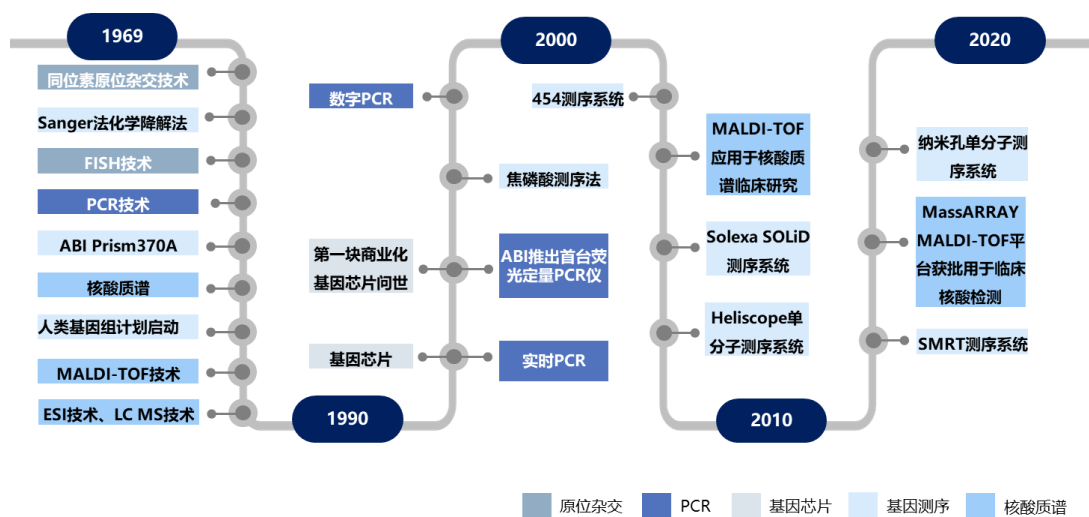 1969
同位素原位杂交技术
Sanger法化学降解法
FISH技术
PCR技术
ABI Prism370A
核酸质谱
人类基因组计划启动
MALDI-TOF技术
ESI技术、LC MS技术
1990
基因芯片
实时PCR
第一块商业化
基因芯片问世
ABI推出首台荧
光定量PCR仪
焦磷酸测序法
数字PCR
2000
454测序系统
MALDI-TOF
应用于核酸质
谱临床研究
Solexa SOLiD
测序系统
Heliscope单
分子测序系统
2010
SMRT测序系统
MassARRAY
MALDI-TOF平
台获批用于临床
核酸检测
纳米孔单分子测
序系统
2020
原位杂交
PCR
基因芯片
基因测序
核酸质谱